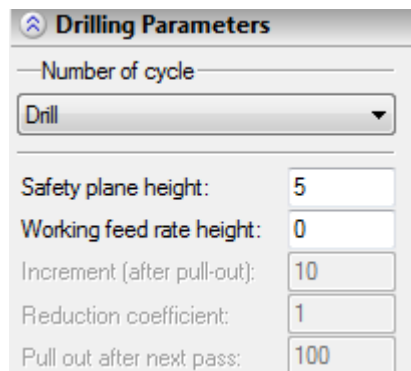 Drilling Parameters
Number of cycle
Drill
Safety plane height: 5
Working feed rate height: 0
Increment (after pull-out): 10
Reduction coefficient: 1
Pull out after next pass: 100